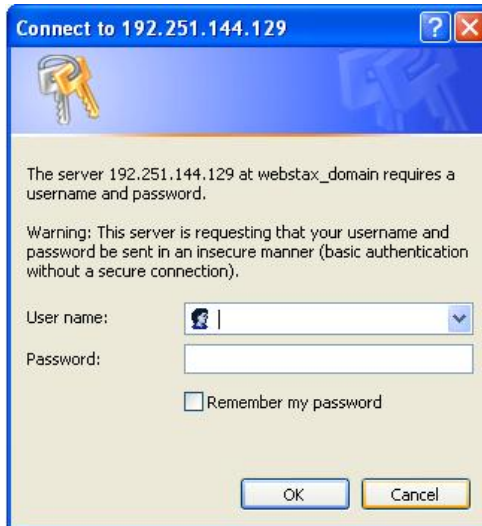 Connect to 192.251.144.129
The server 192.251.144.129 at webstax_domain requires a
username and password.
Warning: This server is requesting that your username and
password be sent in an insecure manner (basic authentication
without a secure connection).
User name:
Password:
Remember my password
OK Cancel